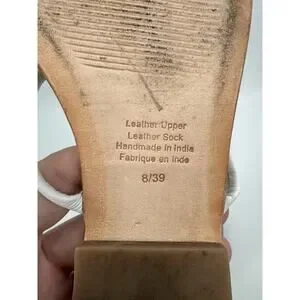 Leather Upper
Leather Sock
Handmade in India
Fabrique en Inde
8/39